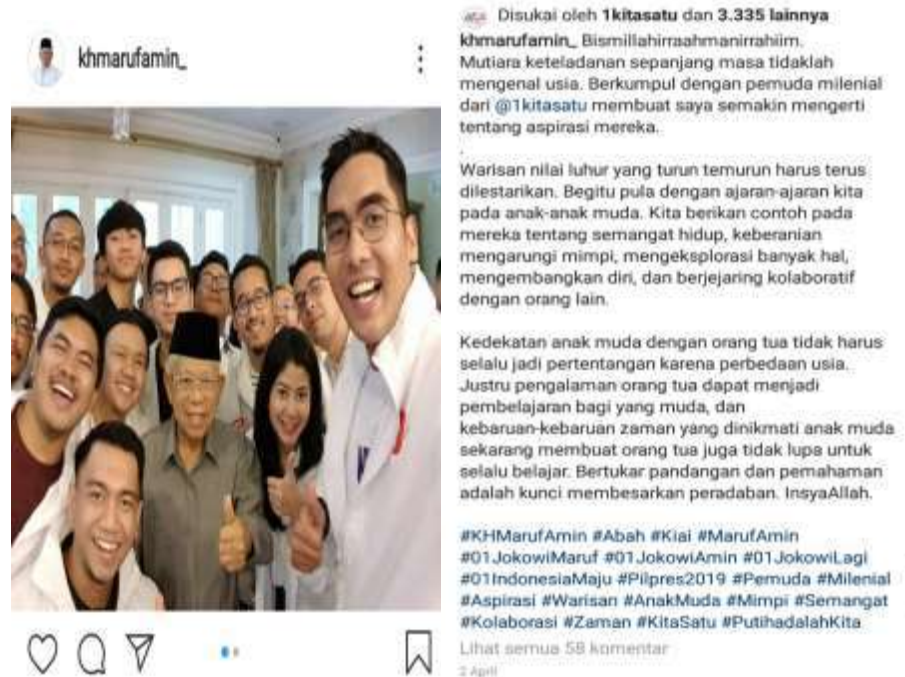 khmarufamin_
Disukai oleh 1kitasatu dan 3.335 lainnya
khmarufamin_ Bismillahirraahmanirrahiim.
Mutiara keteladanan sepanjang masa tidaklah
mengenal usia. Berkumpul dengan pemuda milenial
dari @1kitasatu membuat saya semakin mengerti
tentang aspirasi mereka.
.
Warisan nilai luhur yang turun temurun harus terus
dilestarikan. Begitu pula dengan ajaran-ajaran kita
pada anak-anak muda. Kita berikan contoh pada
mereka tentang semangat hidup, keberanian
mengarungi mimpi, mengeksplorasi banyak hal,
mengembangkan diri, dan berjejaring kolaboratif
dengan orang lain.
Kedekatan anak muda dengan orang tua tidak harus
selalu jadi pertentangan karena perbedaan usia.
Justru pengalaman orang tua dapat menjadi
pembelajaran bagi yang muda, dan
kebaruan-kebaruan zaman yang dinikmati anak muda
sekarang membuat orang tua juga tidak lupa untuk
selalu belajar. Bertukar pandangan dan pemahaman
adalah kunci membesarkan peradaban. InsyaAllah.
#KHMarufAmin #Abah #Kiai #MarufAmin
#01JokowiMaruf #01JokowiAmin #01JokowiLagi
#01IndonesiaMaju #Pilpres2019 #Pemuda #Milenial
#Aspirasi #Warisan #AnakMuda #Mimpi #Semangat
#Kolaborasi #Zaman #KitaSatu #PutihadalahKita
Lihat semua 58 komentar
2 April